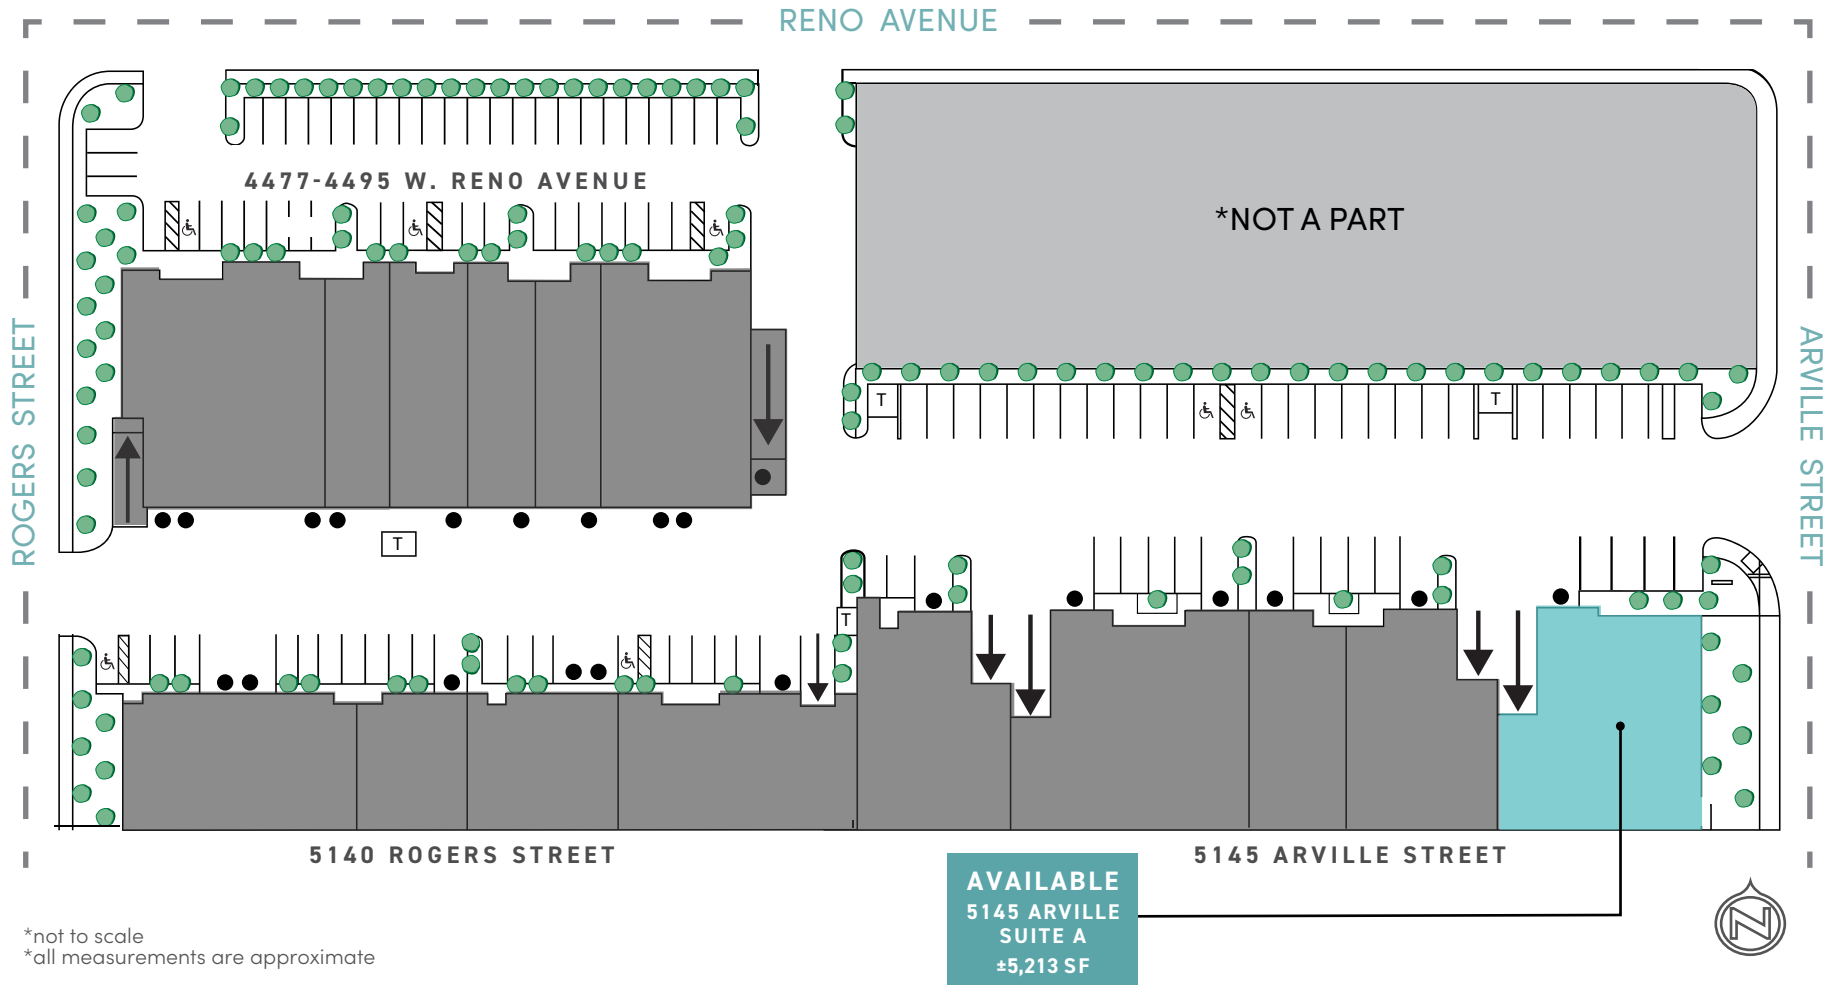 RENO AVENUE
4477-4495 W. RENO AVENUE
*NOT A PART
ROGERS STREET
ARVILLE STREET
T
T
T
T
5140 ROGERS STREET
5145 ARVILLE STREET
AVAILABLE
5145 ARVILLE
SUITE A
±5,213 SF
*not to scale
*all measurements are approximate
N